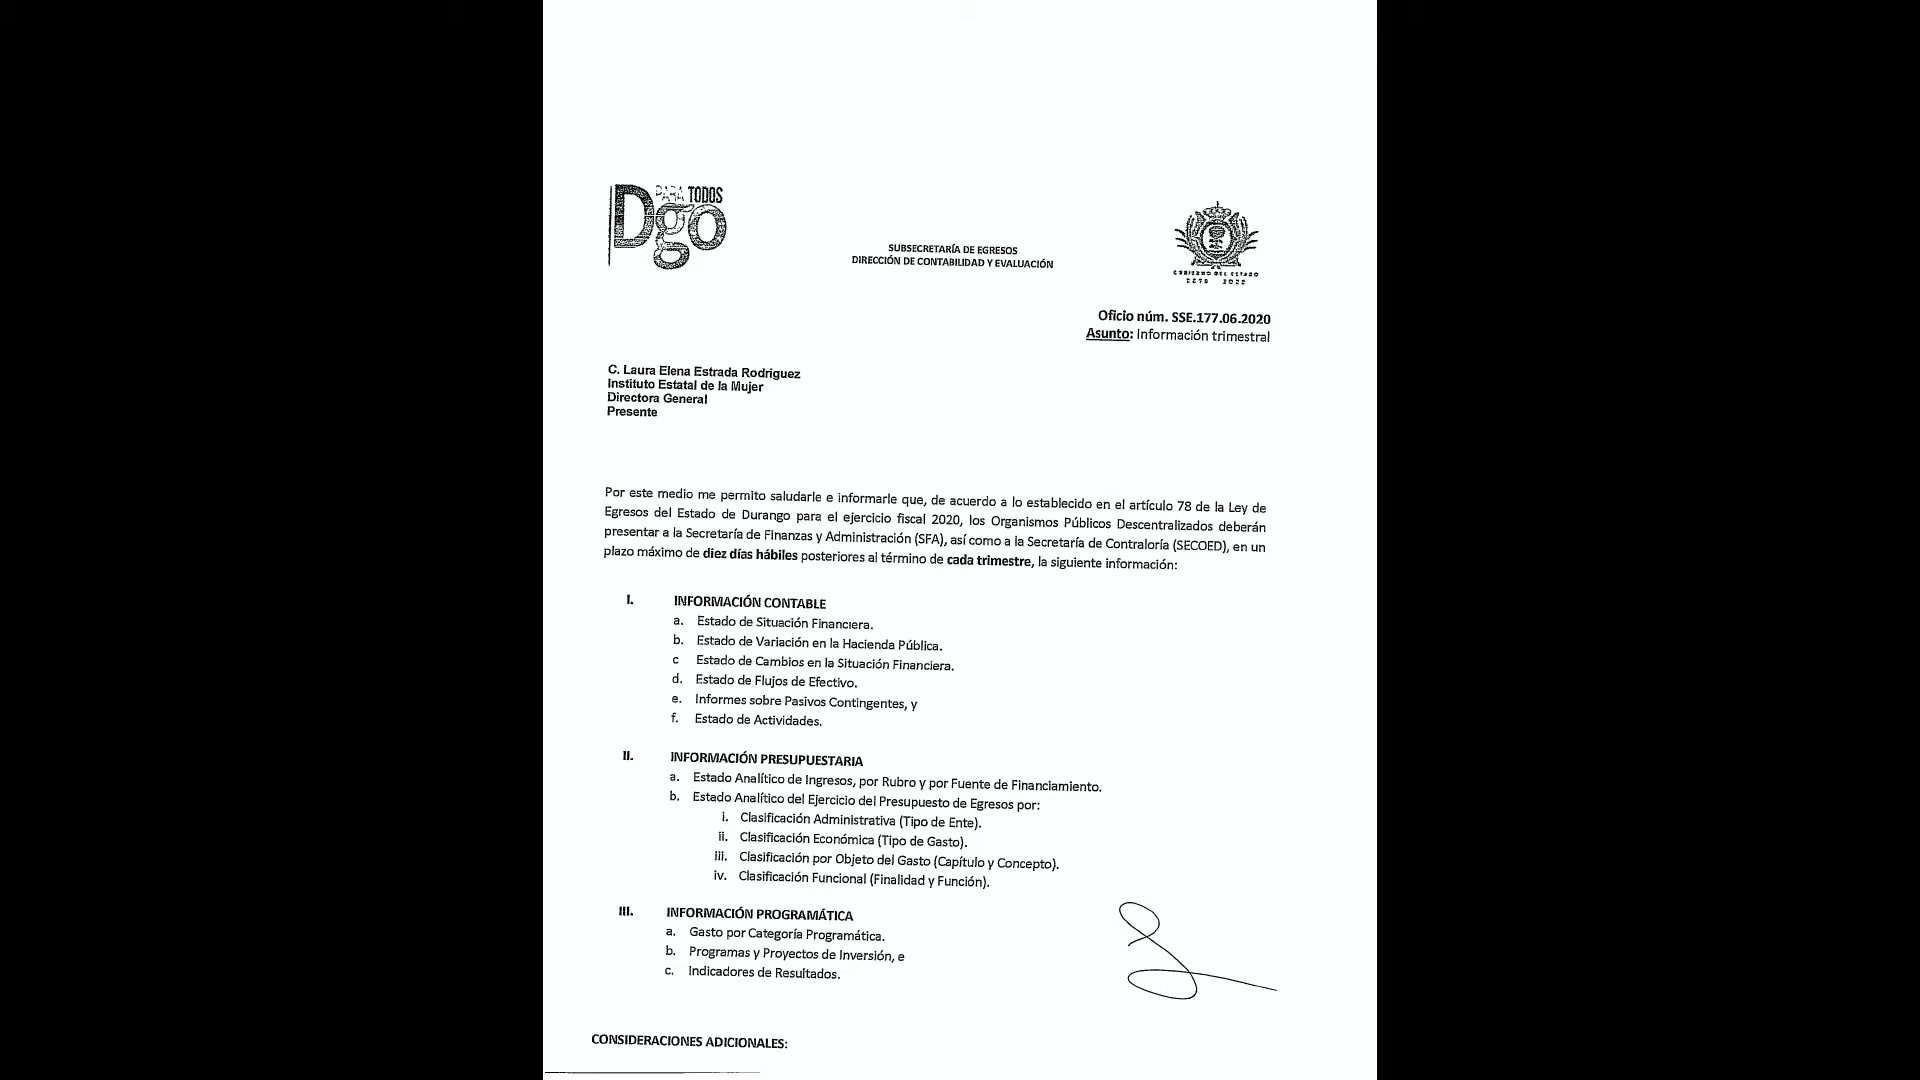 PARA TODOS
Dgo
SUBSECRETARÍA DE EGRESOS
DIRECCIÓN DE CONTABILIDAD Y EVALUACIÓN
GOBIERNO DEL ESTADO
Oficio núm. SSE.177.06.2020
Asunto: Información trimestral
C. Laura Elena Estrada Rodriguez
Instituto Estatal de la Mujer
Directora General
Presente
Por este medio me permito saludarle e informarle que, de acuerdo a lo establecido en el artículo 78 de la Ley de
Egresos del Estado de Durango para el ejercicio fiscal 2020, los Organismos Públicos Descentralizados deberán
presentar a la Secretaría de Finanzas y Administración (SFA), así como a la Secretaría de Contraloría (SECOED), en un
plazo máximo de diez días hábiles posteriores al término de cada trimestre, la siguiente información:
I. INFORMACIÓN CONTABLE
a. Estado de Situación Financiera.
b. Estado de Variación en la Hacienda Pública.
c Estado de Cambios en la Situación Financiera.
d. Estado de Flujos de Efectivo.
e. Informes sobre Pasivos Contingentes, y
f. Estado de Actividades.
II. INFORMACIÓN PRESUPUESTARIA
a. Estado Analítico de Ingresos, por Rubro y por Fuente de Financiamiento.
b. Estado Analítico del Ejercicio del Presupuesto de Egresos por:
i. Clasificación Administrativa (Tipo de Ente).
ii. Clasificación Económica (Tipo de Gasto).
iii. Clasificación por Objeto del Gasto (Capítulo y Concepto).
iv. Clasificación Funcional (Finalidad y Función).
III. INFORMACIÓN PROGRAMÁTICA
a. Gasto por Categoría Programática.
b. Programas y Proyectos de Inversión, e
c. Indicadores de Resultados.
CONSIDERACIONES ADICIONALES: